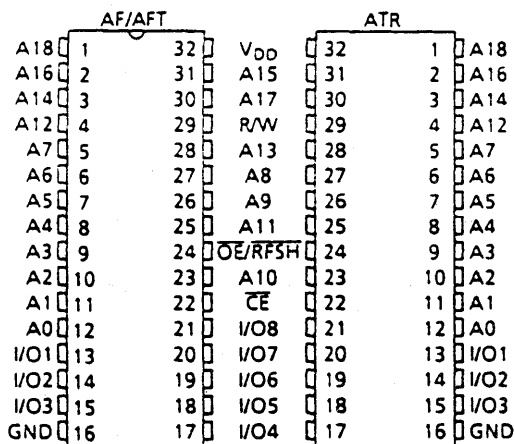 AF/AFT ATR
A18 1 32 VDD 32 1 A18
A16 2 31 A15 31 2 A16
A14 3 30 A17 30 3 A14
A12 4 29 R/W 29 4 A12
A7 5 28 A13 28 5 A7
A6 6 27 A8 27 6 A6
A5 7 26 A9 26 7 A5
A4 8 25 A11 25 8 A4
A3 9 24 O̅E̅/R̅F̅S̅H̅ 24 9 A3
A2 10 23 A10 23 10 A2
A1 11 22 C̅E̅ 22 11 A1
A0 12 21 I/O8 21 12 A0
I/O1 13 20 I/O7 20 13 I/O1
I/O2 14 19 I/O6 19 14 I/O2
I/O3 15 18 I/O5 18 15 I/O3
GND 16 17 I/O4 17 16 GND